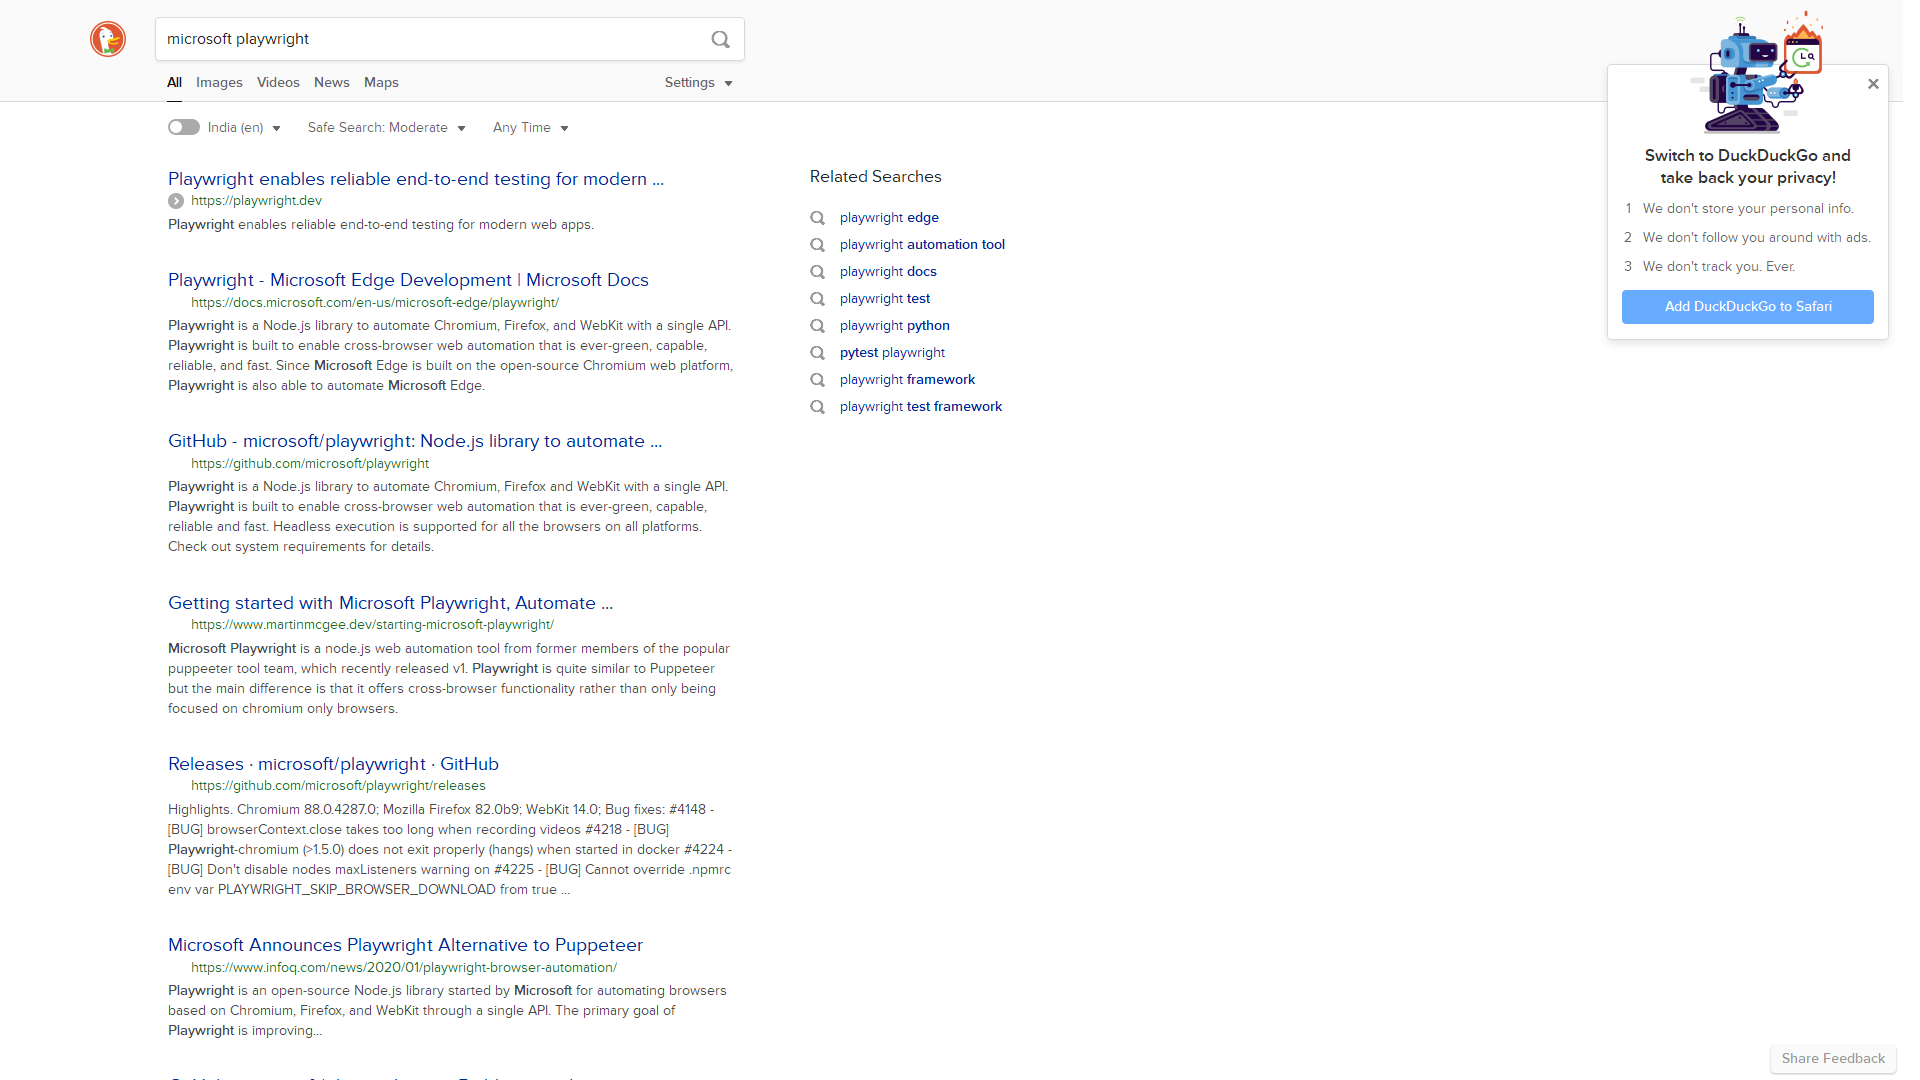 microsoft playwright
All Images Videos News Maps Settings
India (en) Safe Search: Moderate Any Time
Playwright enables reliable end-to-end testing for modern ...
https://playwright.dev
Playwright enables reliable end-to-end testing for modern web apps.
Playwright - Microsoft Edge Development | Microsoft Docs
https://docs.microsoft.com/en-us/microsoft-edge/playwright/
Playwright is a Node.js library to automate Chromium, Firefox, and WebKit with a single API.
Playwright is built to enable cross-browser web automation that is ever-green, capable,
reliable, and fast. Since Microsoft Edge is built on the open-source Chromium web platform,
Playwright is also able to automate Microsoft Edge.
GitHub - microsoft/playwright: Node.js library to automate ...
https://github.com/microsoft/playwright
Playwright is a Node.js library to automate Chromium, Firefox and WebKit with a single API.
Playwright is built to enable cross-browser web automation that is ever-green, capable,
reliable and fast. Headless execution is supported for all the browsers on all platforms.
Check out system requirements for details.
Getting started with Microsoft Playwright, Automate ...
https://www.martinmcgee.dev/starting-microsoft-playwright/
Microsoft Playwright is a node.js web automation tool from former members of the popular
puppeeter tool team, which recently released v1. Playwright is quite similar to Puppeteer
but the main difference is that it offers cross-browser functionality rather than only being
focused on chromium only browsers.
Releases · microsoft/playwright · GitHub
https://github.com/microsoft/playwright/releases
Highlights. Chromium 88.0.4287.0; Mozilla Firefox 82.0b9; WebKit 14.0; Bug fixes: #4148 -
[BUG] browserContext.close takes too long when recording videos #4218 - [BUG]
Playwright-chromium (>1.5.0) does not exit properly (hangs) when started in docker #4224 -
[BUG] Don't disable nodes maxListeners warning on #4225 - [BUG] Cannot override .npmrc
env var PLAYWRIGHT_SKIP_BROWSER_DOWNLOAD from true ...
Microsoft Announces Playwright Alternative to Puppeteer
https://www.infoq.com/news/2020/01/playwright-browser-automation/
Playwright is an open-source Node.js library started by Microsoft for automating browsers
based on Chromium, Firefox, and WebKit through a single API. The primary goal of
Playwright is improving...
Related Searches
playwright edge
playwright automation tool
playwright docs
playwright test
playwright python
pytest playwright
playwright framework
playwright test framework
Switch to DuckDuckGo and
take back your privacy!
1 We don't store your personal info.
2 We don't follow you around with ads.
3 We don't track you. Ever.
Add DuckDuckGo to Safari
Share Feedback